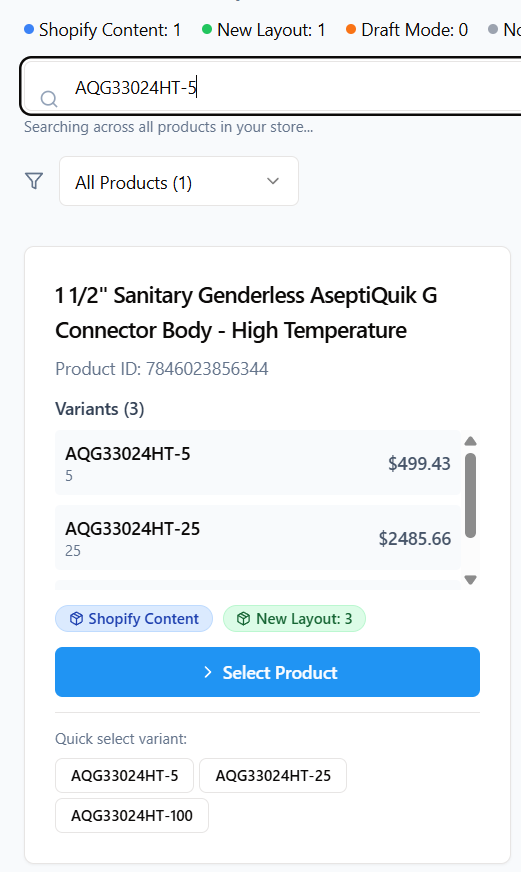 Shopify Content: 1 New Layout: 1 Draft Mode: 0
AQG33024HT-5
Searching across all products in your store...
All Products (1)
1 1/2" Sanitary Genderless AseptiQuik G
Connector Body - High Temperature
Product ID: 7846023856344
Variants (3)
AQG33024HT-5
$499.43
5
AQG33024HT-25
$2485.66
25
Shopify Content New Layout: 3
Select Product
Quick select variant:
AQG33024HT-5 AQG33024HT-25
AQG33024HT-100